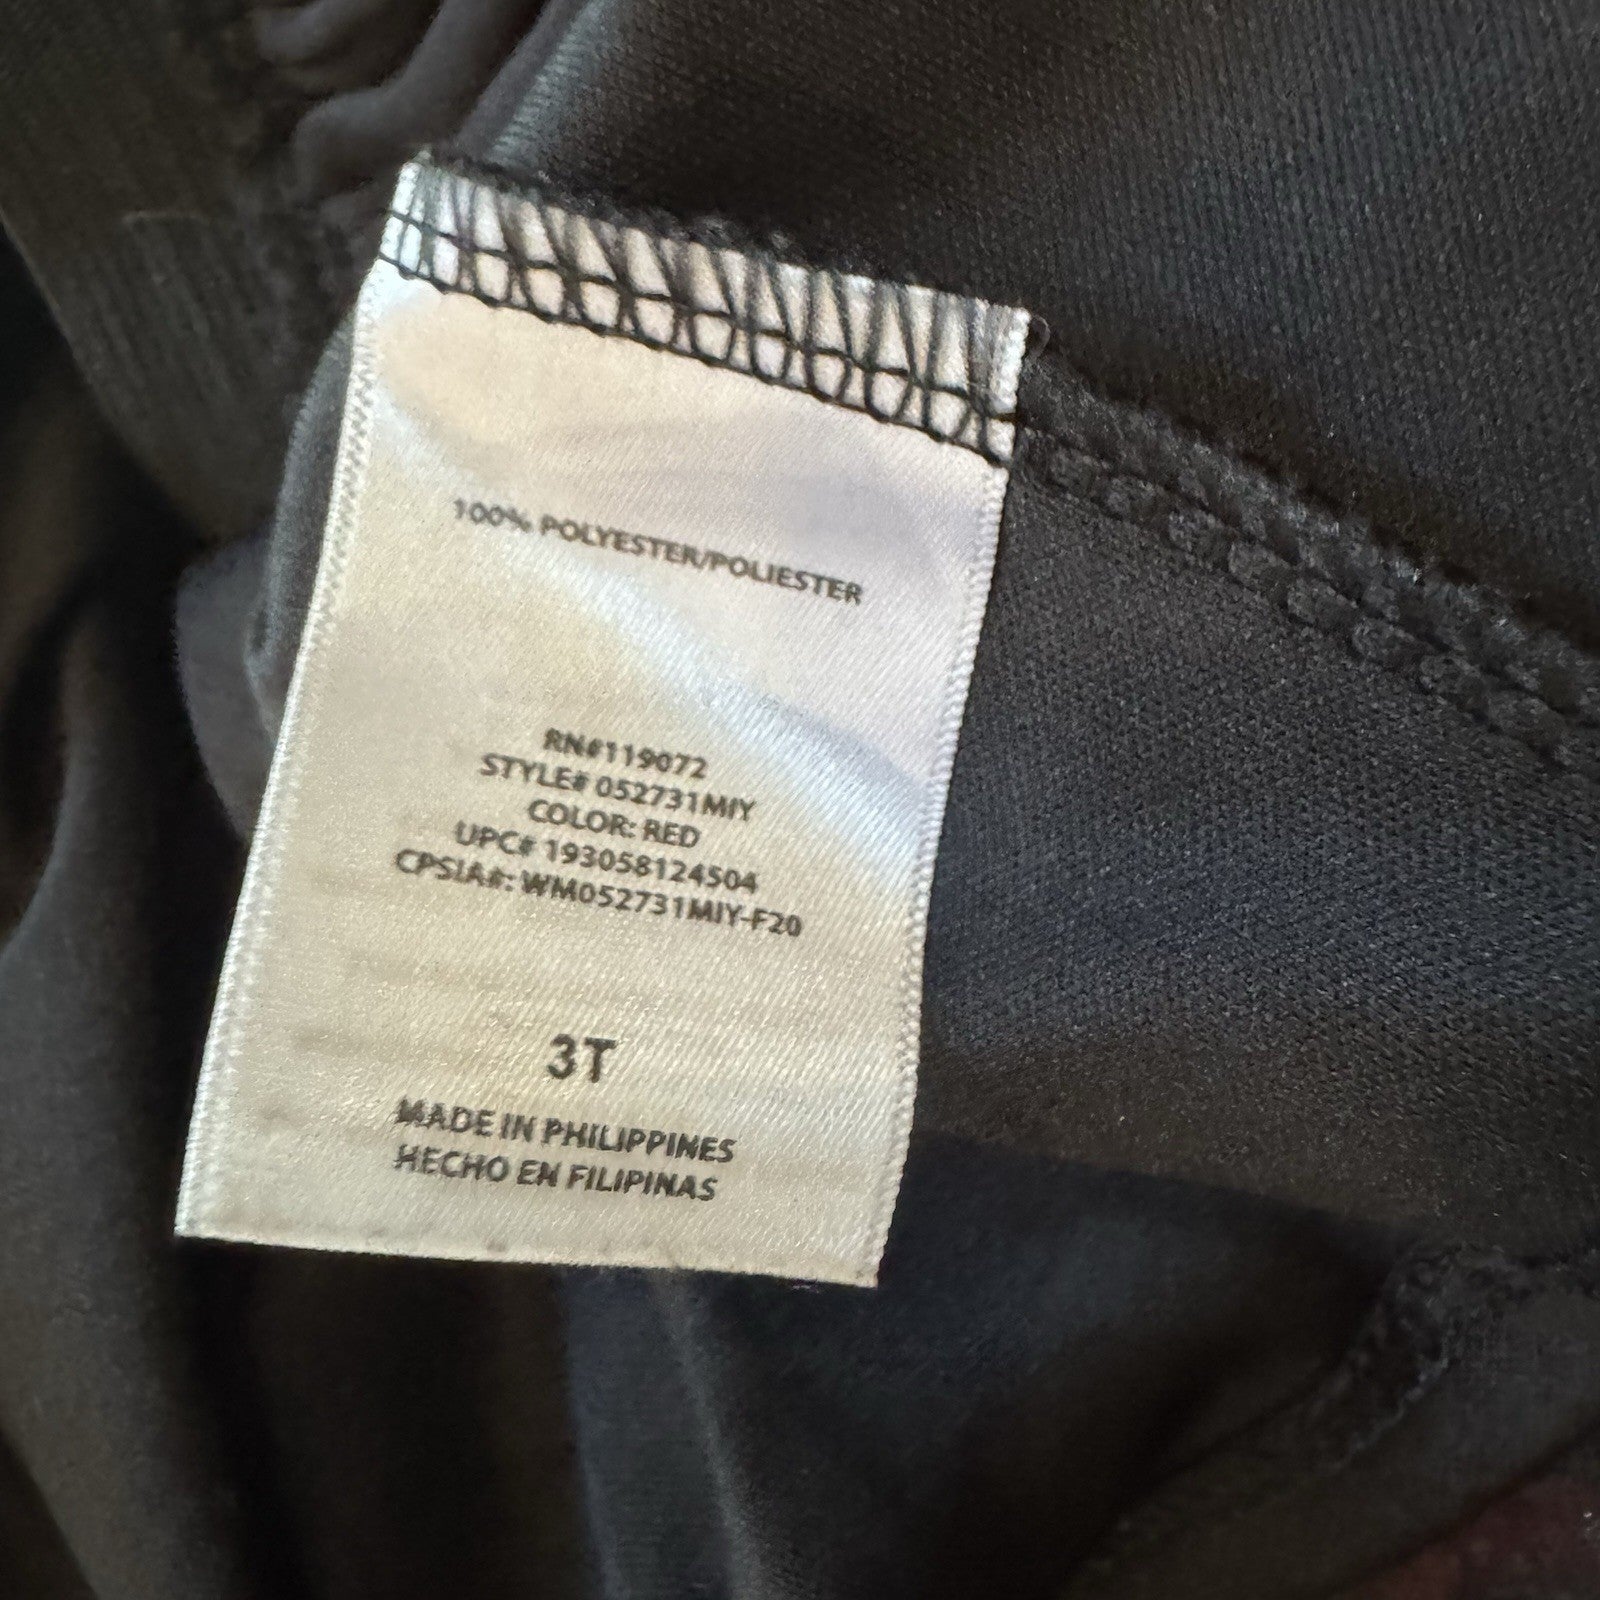 100% POLYESTER/POLIESTER
RN#119072
STYLE# 052731MIY
COLOR: RED
UPC# 193058124504
CPSIA#: WM052731MIY-F20
3T
MADE IN PHILIPPINES
HECHO EN FILIPINAS